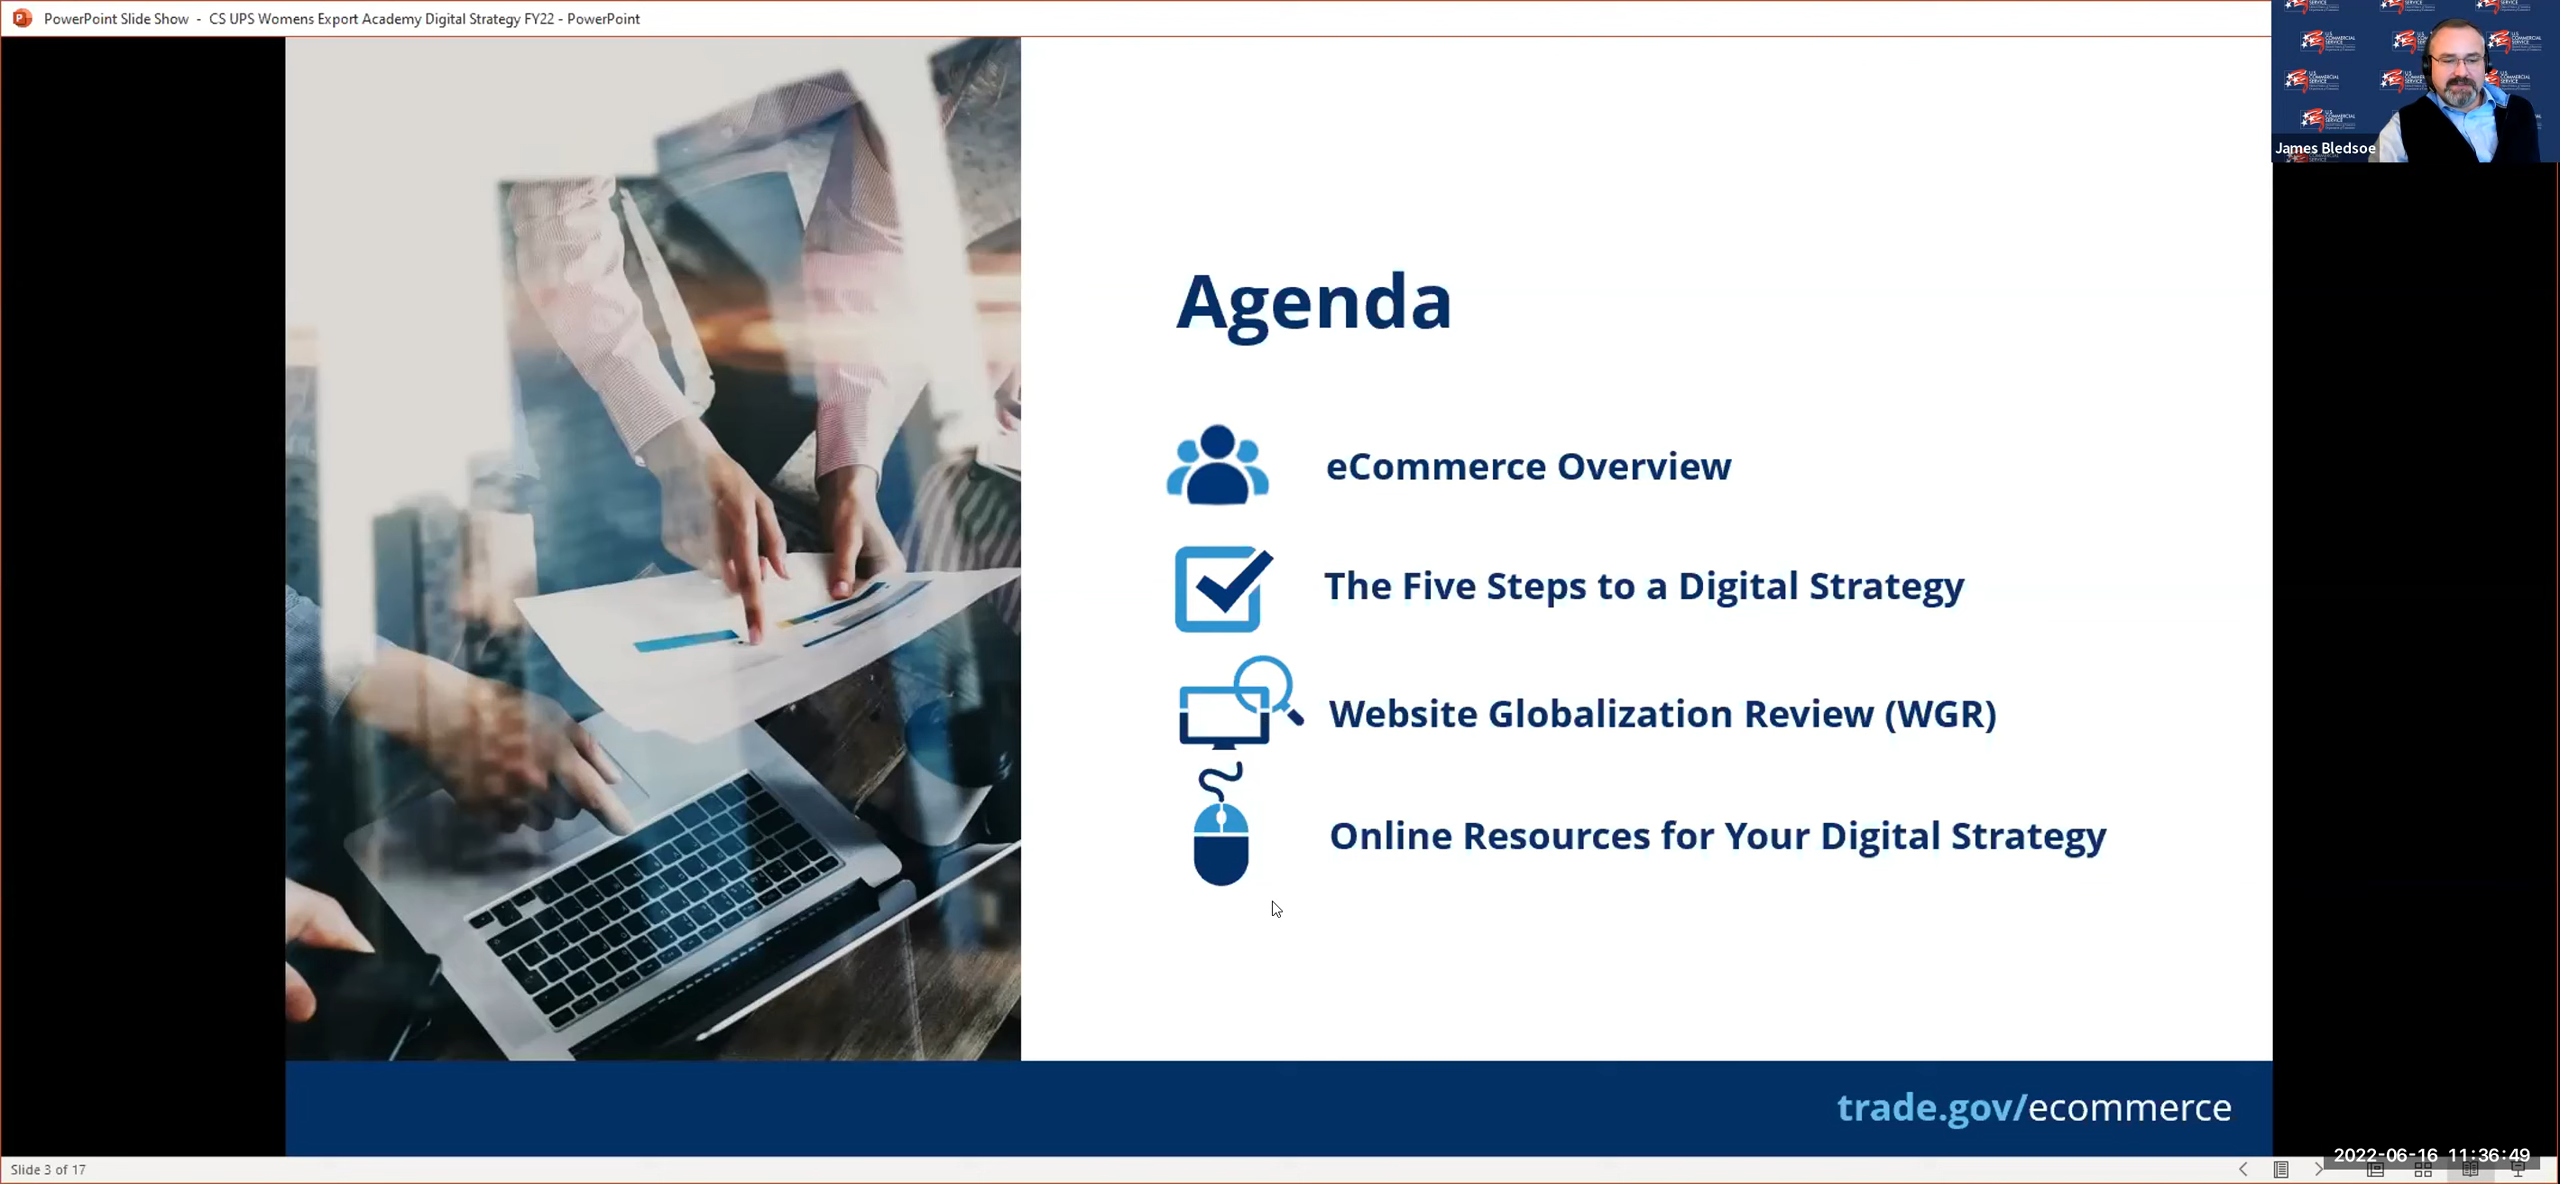 PowerPoint Slide Show - CS UPS Womens Export Academy Digital Strategy FY22 - PowerPoint
U.S. COMMERCIAL SERVICE
James Bledsoe
Agenda
eCommerce Overview
The Five Steps to a Digital Strategy
Website Globalization Review (WGR)
Online Resources for Your Digital Strategy
trade.gov/ecommerce
Slide 3 of 17
2022-06-16 11:36:49